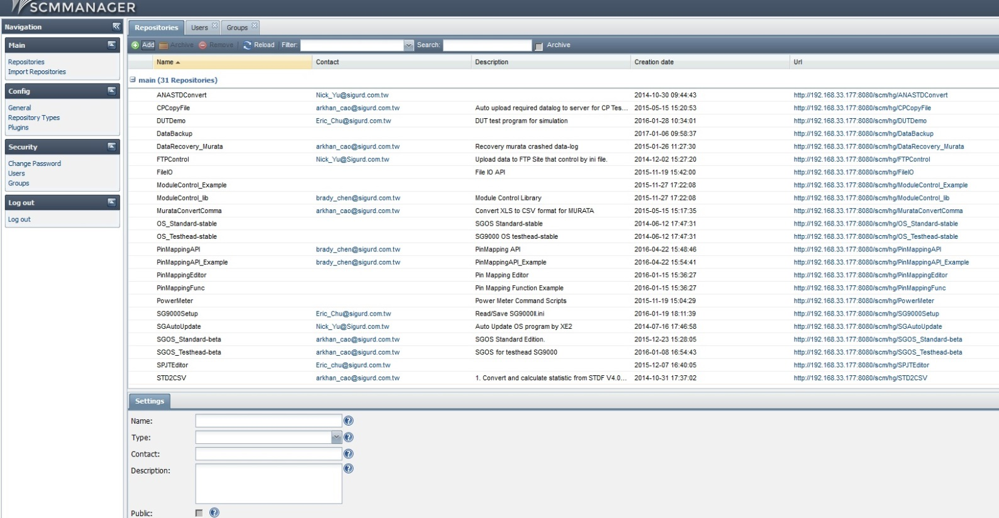 SCMMANAGER
Navigation
Main
Repositories
Import Repositories
Config
General
Repository Types
Plugins
Security
Change Password
Users
Groups
Log out
Log out
Repositories Users Groups
Add Archive Remove Reload Filter: Search: Archive
Name Contact Description Creation date Url
main (31 Repositories)
ANASTDConvert Nick_Yu@sigurd.com.tw 2014-10-30 09:44:43 http://192.168.33.177:8080/scm/hg/ANASTDConvert
CPCopyFile arkhan_cao@sigurd.com.tw Auto upload required datalog to server for CP Tes... 2015-05-15 15:20:53 http://192.168.33.177:8080/scm/hg/CPCopyFile
DUTDemo Eric_Chu@sigurd.com.tw DUT test program for simulation 2016-01-28 10:34:01 http://192.168.33.177:8080/scm/hg/DUTDemo
DataBackup 2017-01-06 09:58:37 http://192.168.33.177:8080/scm/hg/DataBackup
DataRecovery_Murata arkhan_cao@sigurd.com.tw Recovery murata crashed data-log 2015-01-26 11:27:30 http://192.168.33.177:8080/scm/hg/DataRecovery_Murata
FTPControl Nick_Yu@Sigurd.com.tw Upload data to FTP Site that control by ini file. 2014-12-02 15:27:20 http://192.168.33.177:8080/scm/hg/FTPControl
FileIO File IO API 2015-11-19 15:42:00 http://192.168.33.177:8080/scm/hg/FileIO
ModuleControl_Example 2015-11-27 17:22:08 http://192.168.33.177:8080/scm/hg/ModuleControl_Example
ModuleControl_lib brady_chen@sigurd.com.tw Module Control Library 2015-11-27 17:22:08 http://192.168.33.177:8080/scm/hg/ModuleControl_lib
MurataConvertComma arkhan_cao@sigurd.com.tw Convert XLS to CSV format for MURATA 2015-05-15 15:17:35 http://192.168.33.177:8080/scm/hg/MurataConvertComma
OS_Standard-stable SGOS Standard-stable 2014-06-12 17:47:31 http://192.168.33.177:8080/scm/hg/OS_Standard-stable
OS_Testhead-stable SG9000 OS testhead-stable 2014-06-12 17:47:31 http://192.168.33.177:8080/scm/hg/OS_Testhead-stable
PinMappingAPI brady_chen@sigurd.com.tw PinMapping API 2016-04-22 15:48:46 http://192.168.33.177:8080/scm/hg/PinMappingAPI
PinMappingAPI_Example brady_chen@sigurd.com.tw PinMappingAPI_Example 2016-04-22 15:54:41 http://192.168.33.177:8080/scm/hg/PinMappingAPI_Example
PinMappingEditor Pin Mapping Editor 2016-01-15 15:36:27 http://192.168.33.177:8080/scm/hg/PinMappingEditor
PinMappingFunc Pin Mapping Function Example 2016-01-15 15:36:27 http://192.168.33.177:8080/scm/hg/PinMappingFunc
PowerMeter Power Meter Command Scripts 2015-11-19 15:04:29 http://192.168.33.177:8080/scm/hg/PowerMeter
SG9000Setup Eric_Chu@sigurd.com.tw Read/Save SG9000II.ini 2016-01-19 18:11:39 http://192.168.33.177:8080/scm/hg/SG9000Setup
SGAutoUpdate Nick_Yu@Sigurd.com.tw Auto Update OS program by XE2 2014-07-16 17:46:58 http://192.168.33.177:8080/scm/hg/SGAutoUpdate
SGOS_Standard-beta arkhan_cao@sigurd.com.tw SGOS Standard Edition. 2015-12-23 15:28:05 http://192.168.33.177:8080/scm/hg/SGOS_Standard-beta
SGOS_Testhead-beta arkhan_cao@sigurd.com.tw SGOS for testhead SG9000 2016-01-08 16:54:43 http://192.168.33.177:8080/scm/hg/SGOS_Testhead-beta
SPJTEditor Eric_chu@sigurd.com.tw 2015-12-07 16:40:05 http://192.168.33.177:8080/scm/hg/SPJTEditor
STD2CSV arkhan_cao@sigurd.com.tw 1. Convert and calculate statistic from STDF V4.0... 2014-10-31 17:37:02 http://192.168.33.177:8080/scm/hg/STD2CSV
Settings
Name:
Type:
Contact:
Description:
Public: